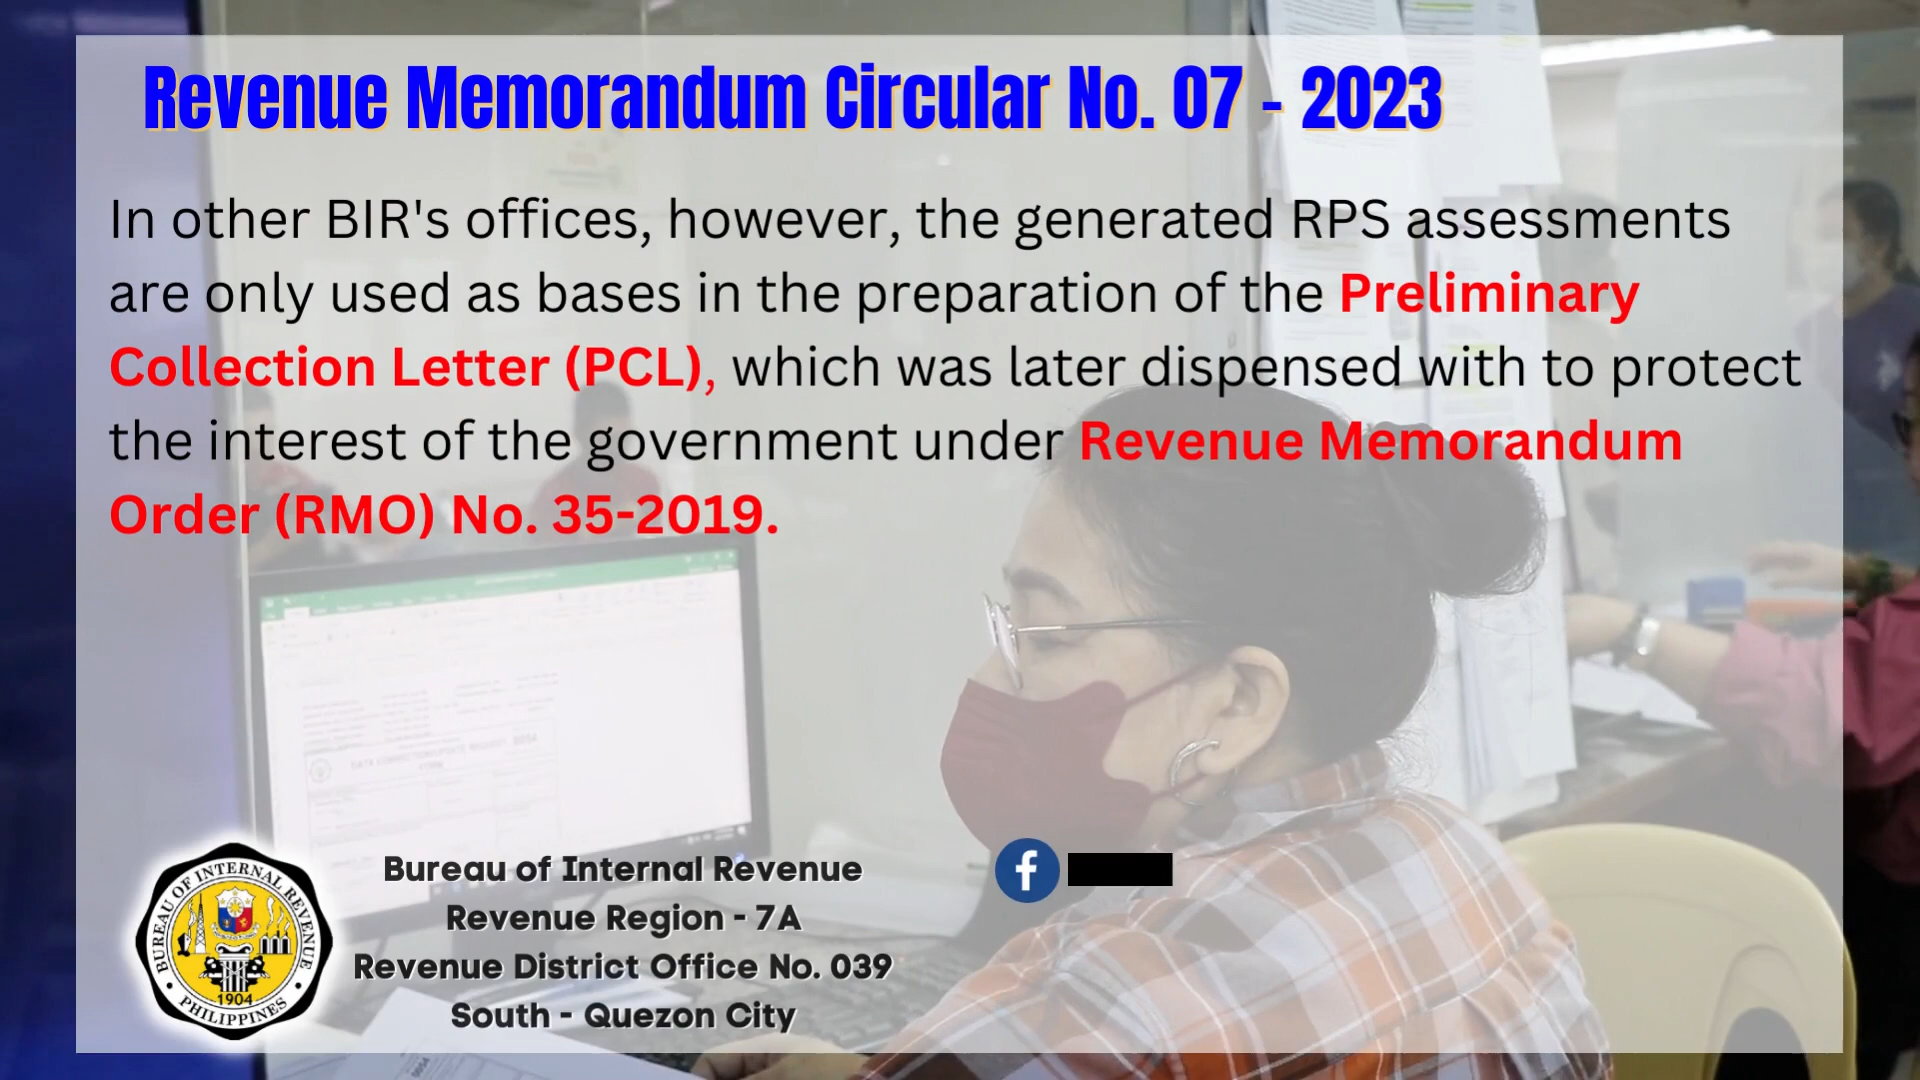 Revenue Memorandum Circular No. 07 - 2023
In other BIR's offices, however, the generated RPS assessments
are only used as bases in the preparation of the Preliminary
Collection Letter (PCL), which was later dispensed with to protect
the interest of the government under Revenue Memorandum
Order (RMO) No. 35-2019.
BUREAU OF INTERNAL REVENUE
1904
PHILIPPINES
Bureau of Internal Revenue
Revenue Region - 7A
Revenue District Office No. 039
South - Quezon City